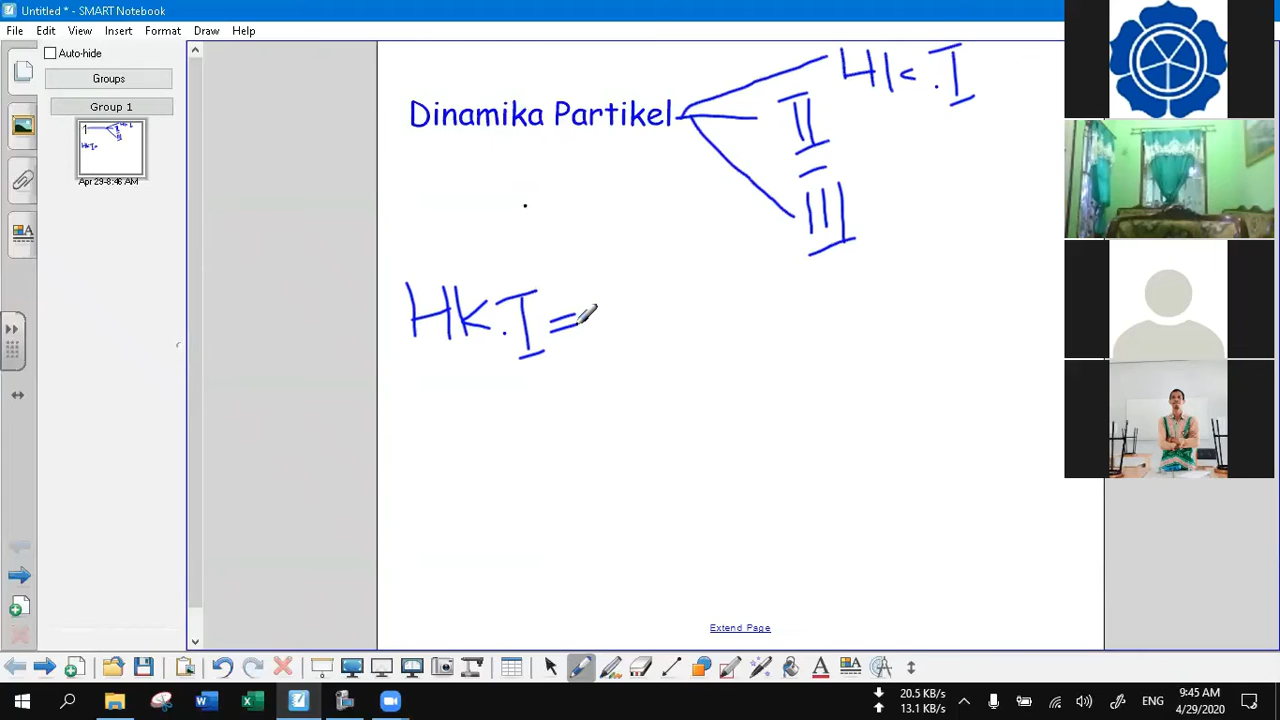 Untitled * - SMART Notebook
File Edit View Insert Format Draw Help
Auto-hide
Groups
Group 1
Apr 29-8:46 AM
Dinamika Partikel
Hk. I
II
III
Hk. I =
Extend Page
20.5 KB/s
13.1 KB/s
ENG
9:45 AM
4/29/2020